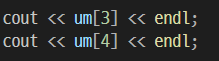 cout << um[3] << endl;
cout << um[4] << endl;